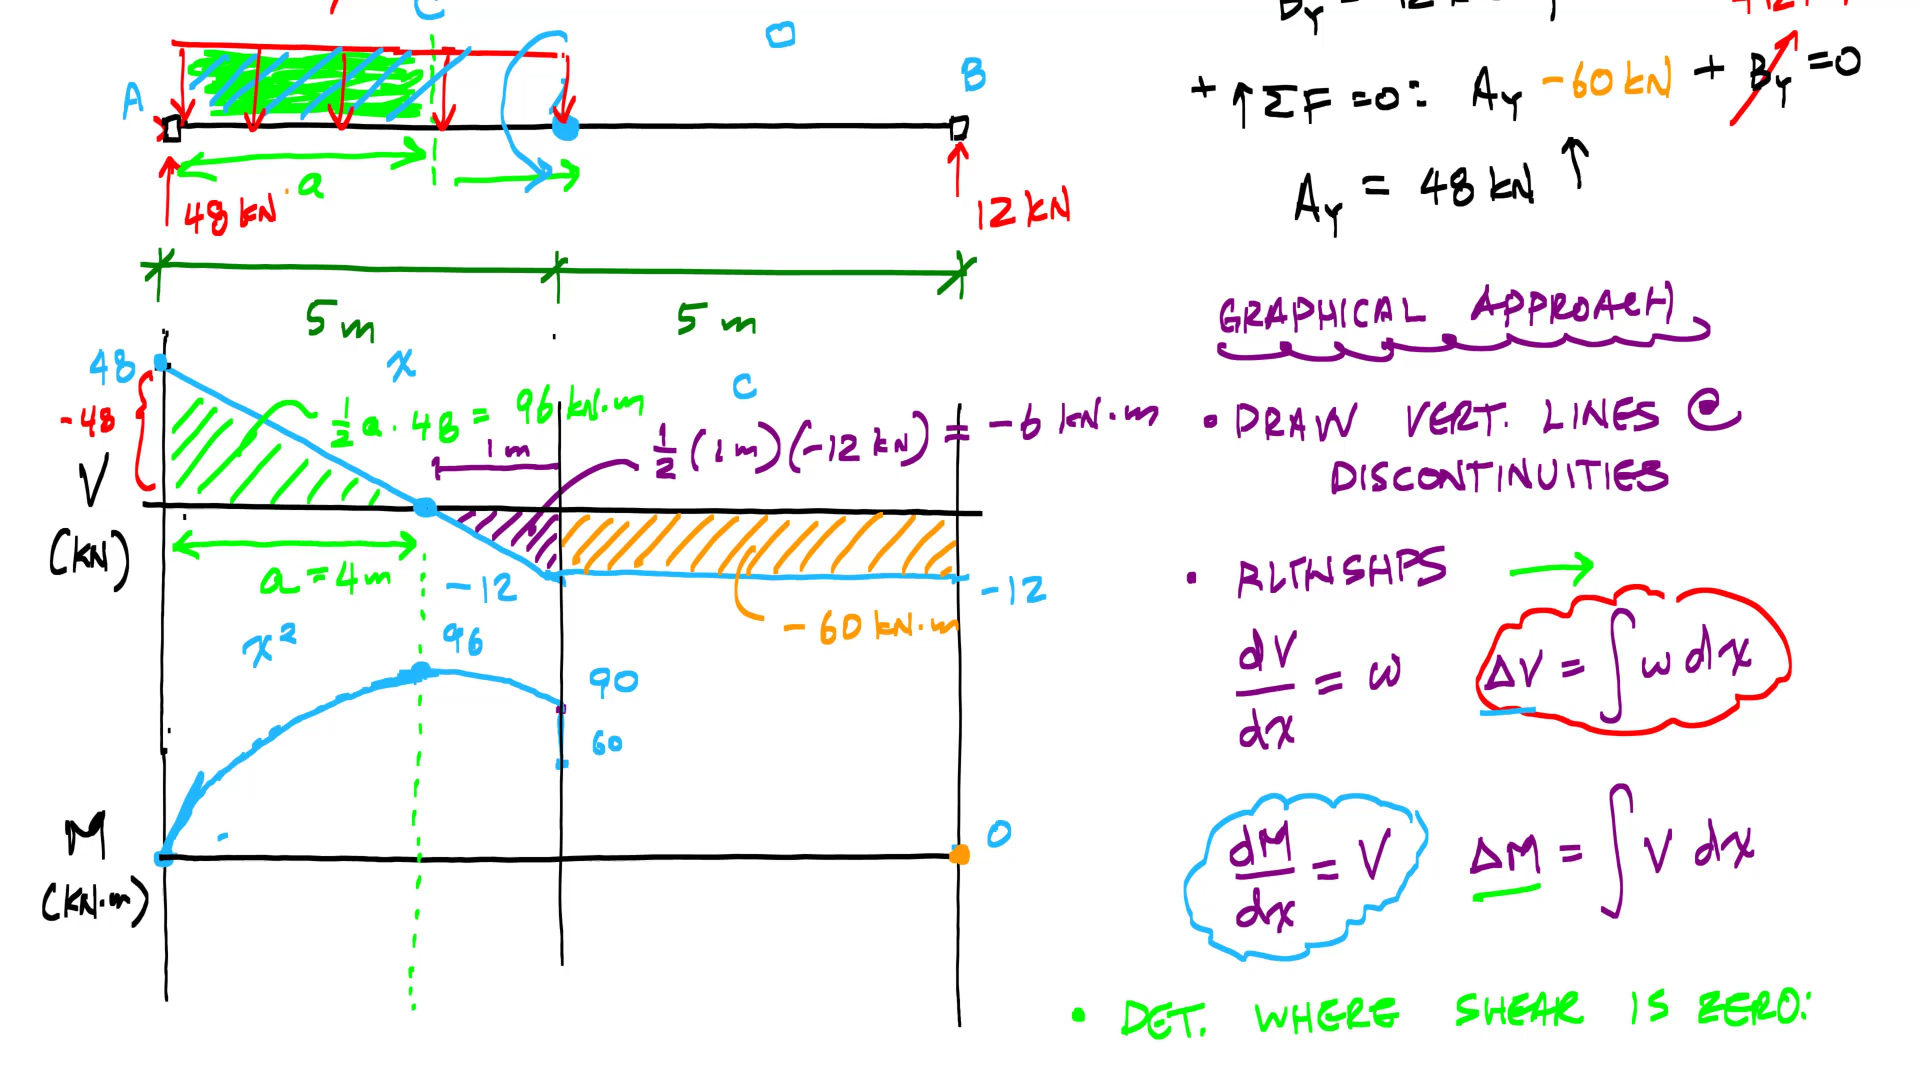 C
A
B
a
48 kN
12 kN
5 m
5 m
+ ↑ ΣF = 0: Ay -60 kN + By = 0
Ay = 48 kN ↑
GRAPHICAL APPROACH
• DRAW VERT. LINES @
DISCONTINUITIES
• RLTNSHPS
dV/dx = ω
ΔV = ∫ ω dx
dM/dx = V
ΔM = ∫ V dx
• DET. WHERE SHEAR IS ZERO:
48
x
C
-48
½ a · 48 = 96 kN·m
1 m
½ (1 m)(-12 kN) = -6 kN·m
V
(kN)
a = 4 m
-12
-12
-60 kN·m
x²
96
90
60
M
(kN·m)
0